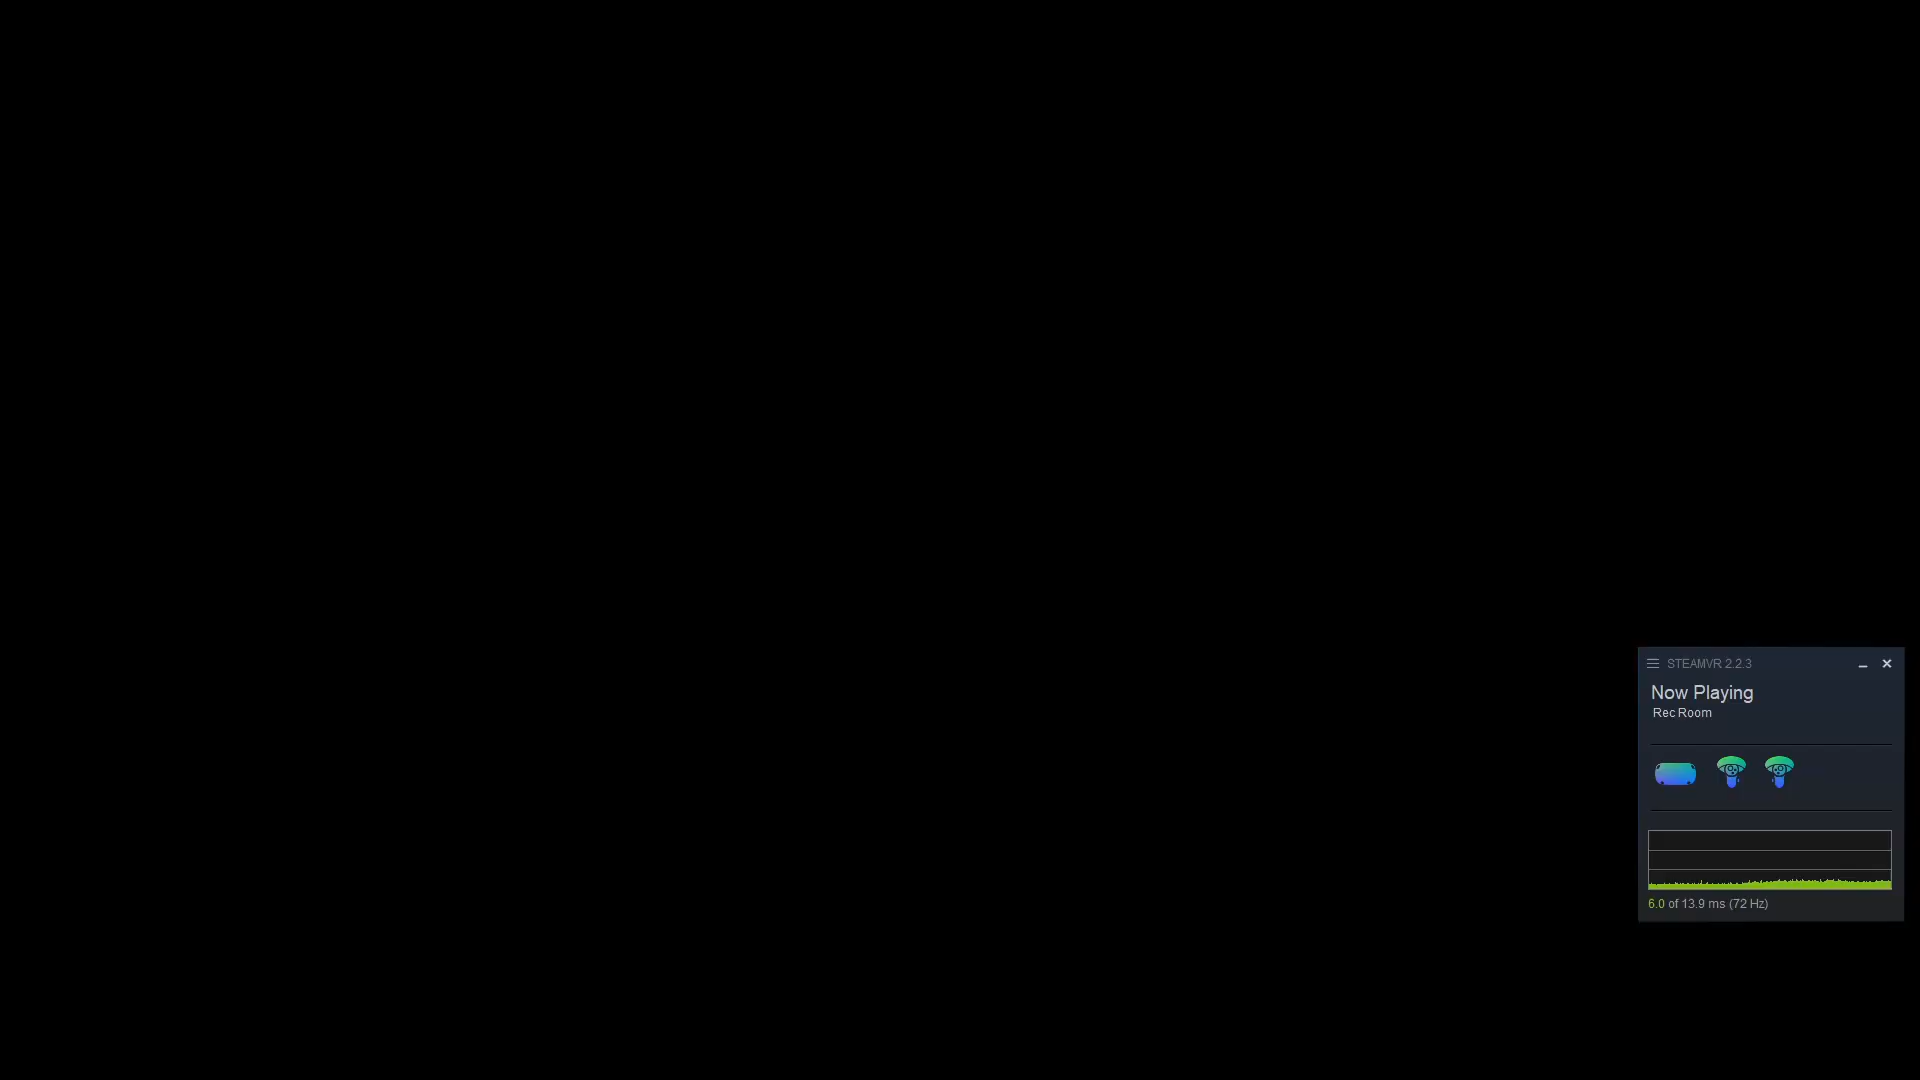 STEAMVR 2.2.3
Now Playing
Rec Room
6.0 of 13.9 ms (72 Hz)